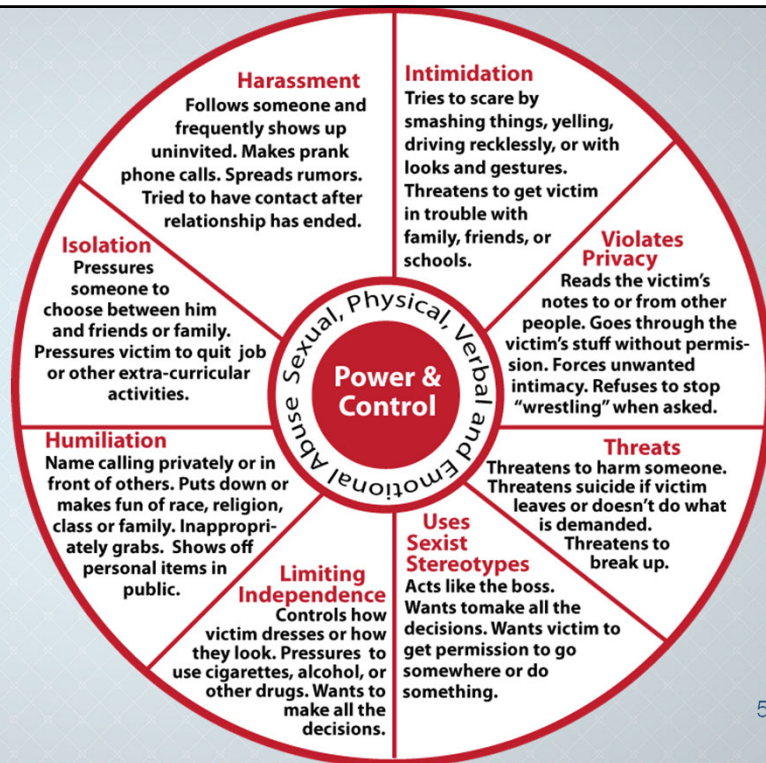 Harassment
Follows someone and
frequently shows up
uninvited. Makes prank
phone calls. Spreads rumors.
Tried to have contact after
relationship has ended.
Intimidation
Tries to scare by
smashing things, yelling,
driving recklessly, or with
looks and gestures.
Threatens to get victim
in trouble with
family, friends, or
schools.
Violates
Privacy
Reads the victim's
notes to or from other
people. Goes through the
victim's stuff without permis-
sion. Forces unwanted
intimacy. Refuses to stop
"wrestling" when asked.
Threats
Threatens to harm someone.
Threatens suicide if victim
leaves or doesn't do what
is demanded.
Threatens to
break up.
Uses
Sexist
Stereotypes
Acts like the boss.
Wants tomake all the
decisions. Wants victim to
get permission to go
somewhere or do
something.
Limiting
Independence
Controls how
victim dresses or how
they look. Pressures to
use cigarettes, alcohol, or
other drugs. Wants to
make all the
decisions.
Humiliation
Name calling privately or in
front of others. Puts down or
makes fun of race, religion,
class or family. Inappropri-
ately grabs. Shows off
personal items in
public.
Isolation
Pressures
someone to
choose between him
and friends or family.
Pressures victim to quit job
or other extra-curricular
activities.
Sexual, Physical, Verbal and Emotional Abuse
Power &
Control
5